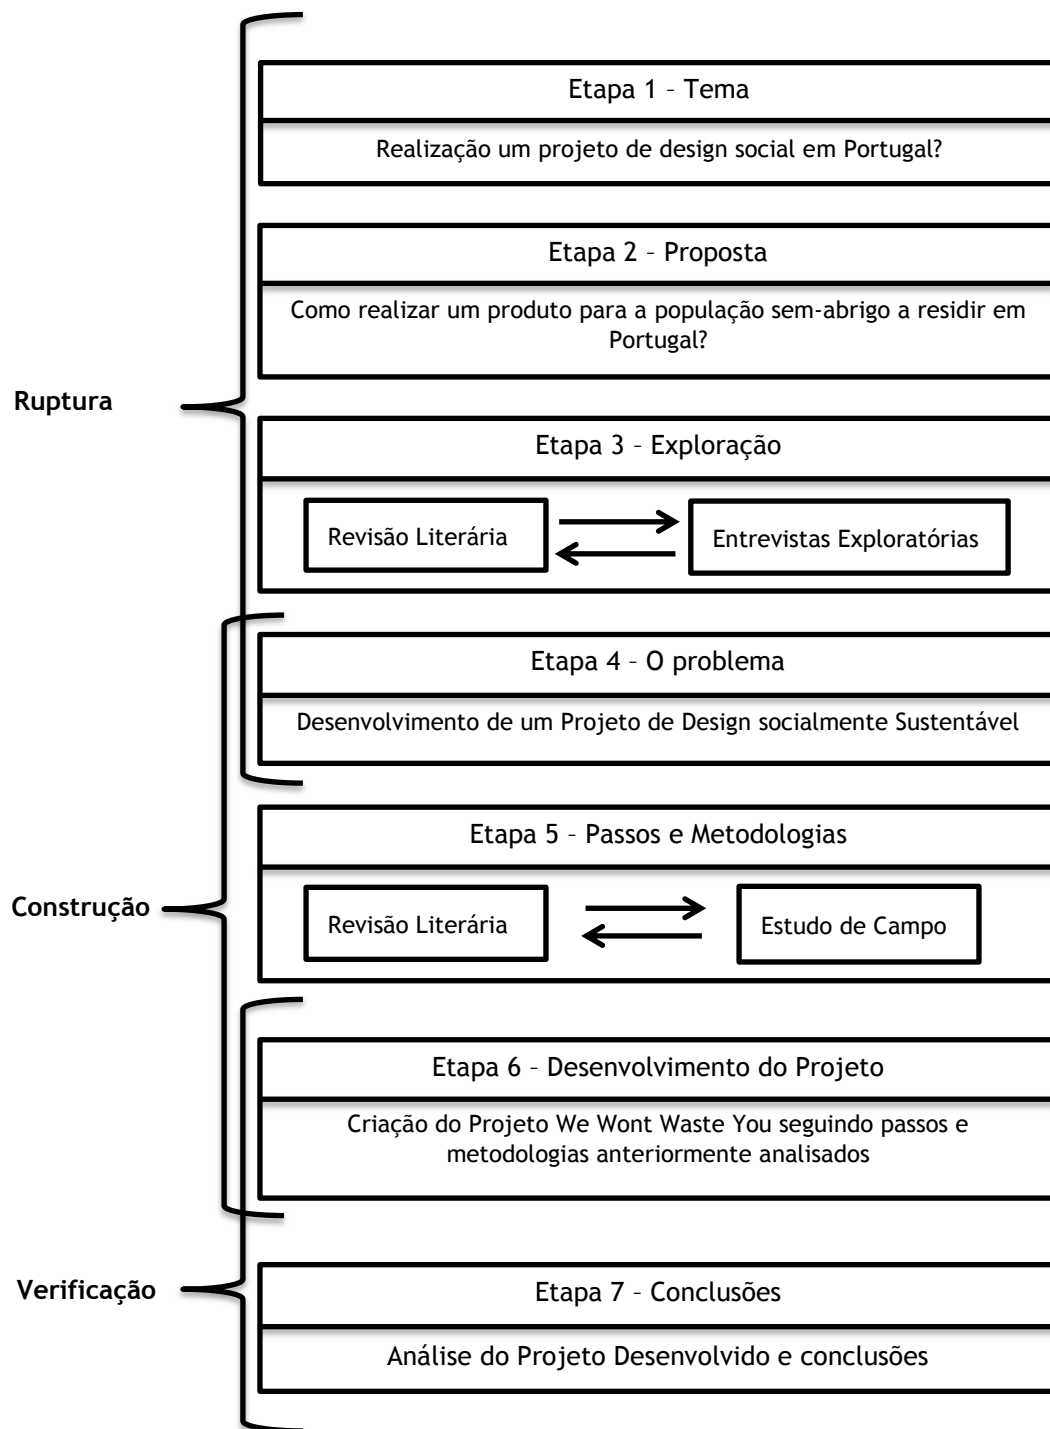 Etapa 1 – Tema
Realização um projeto de design social em Portugal?
Etapa 2 – Proposta
Como realizar um produto para a população sem-abrigo a residir em
Portugal?
Ruptura
Etapa 3 – Exploração
Revisão Literária
Entrevistas Exploratórias
Etapa 4 – O problema
Desenvolvimento de um Projeto de Design socialmente Sustentável
Etapa 5 – Passos e Metodologias
Construção
Revisão Literária
Estudo de Campo
Etapa 6 – Desenvolvimento do Projeto
Criação do Projeto We Wont Waste You seguindo passos e
metodologias anteriormente analisados
Verificação
Etapa 7 – Conclusões
Análise do Projeto Desenvolvido e conclusões